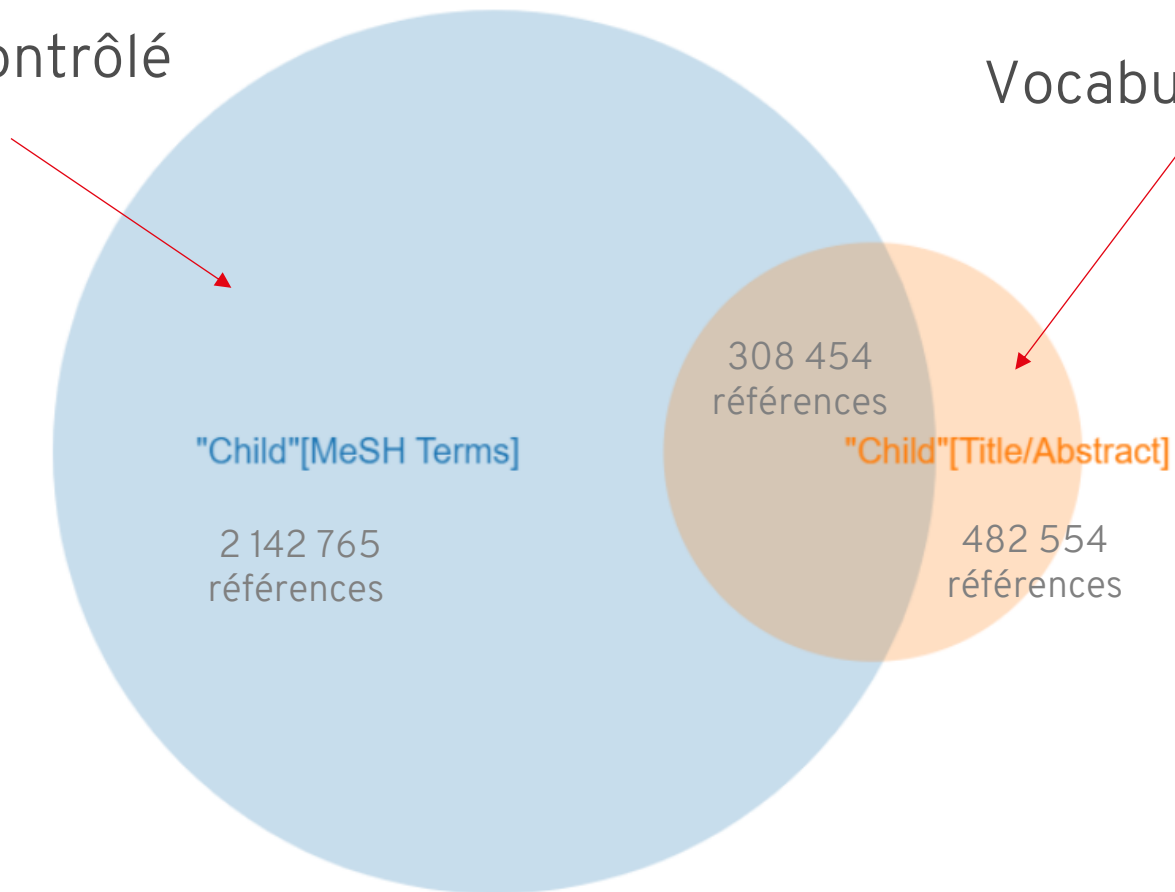 ontrôlé
Vocabu
308 454
références
"Child"[MeSH Terms]
"Child"[Title/Abstract]
2 142 765
références
482 554
références